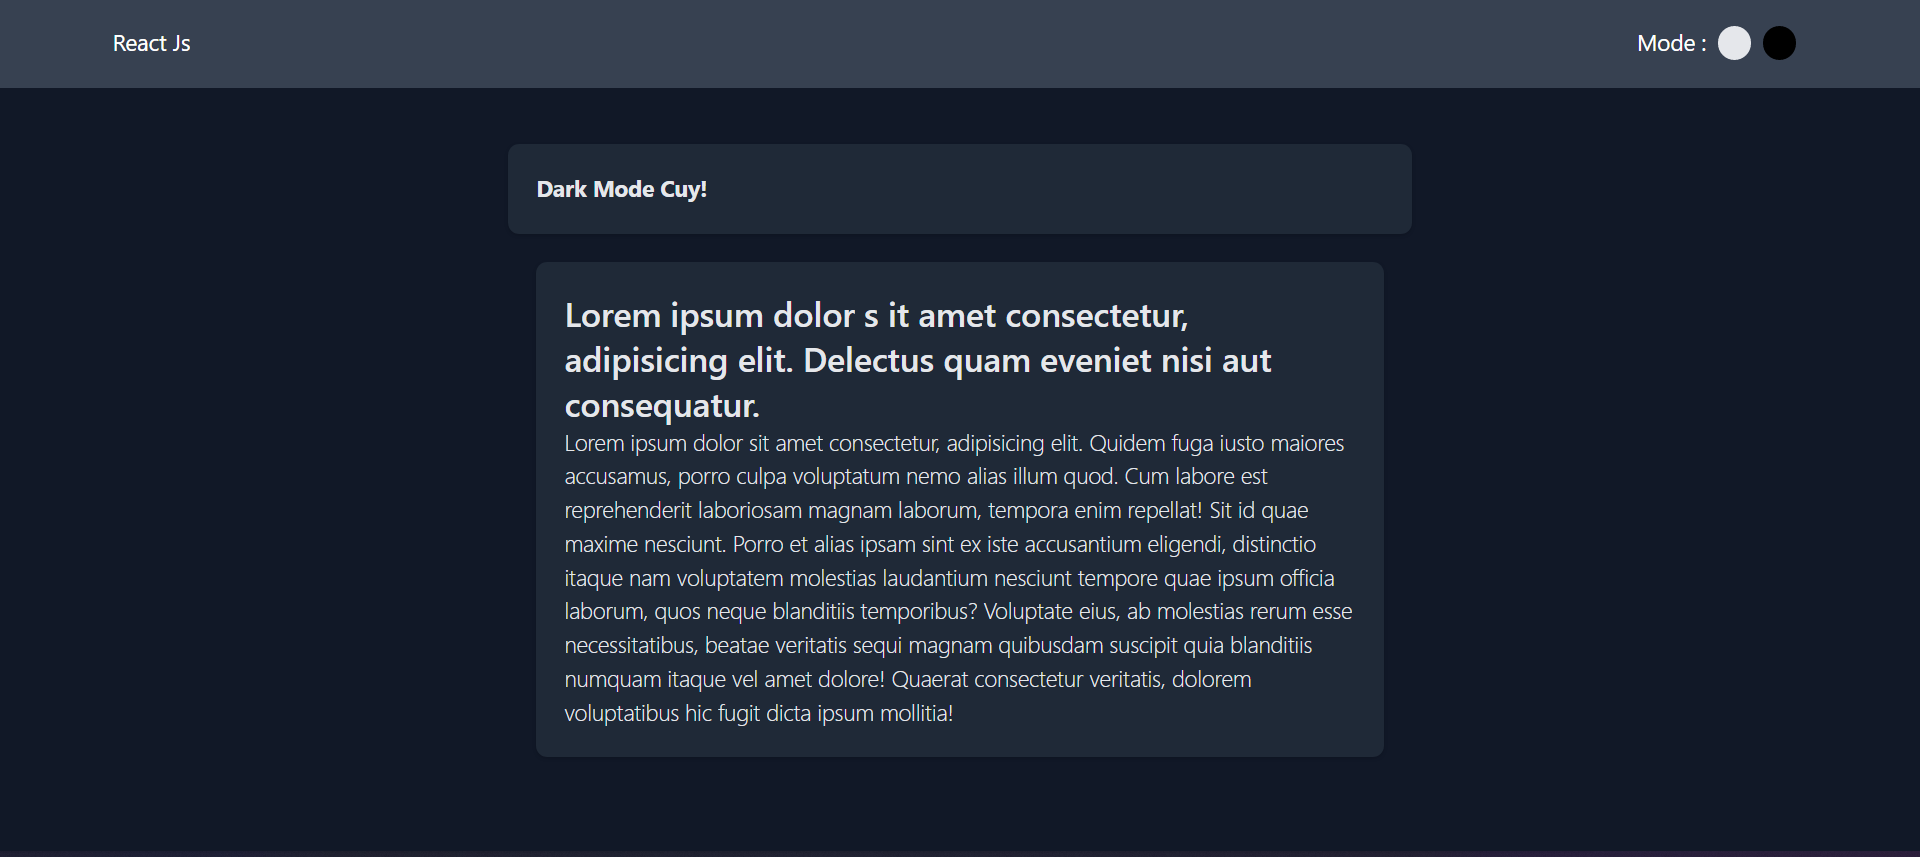 React Js
Mode :
Dark Mode Cuy!
Lorem ipsum dolor s it amet consectetur,
adipisicing elit. Delectus quam eveniet nisi aut
consequatur.
Lorem ipsum dolor sit amet consectetur, adipisicing elit. Quidem fuga iusto maiores
accusamus, porro culpa voluptatum nemo alias illum quod. Cum labore est
reprehenderit laboriosam magnam laborum, tempora enim repellat! Sit id quae
maxime nesciunt. Porro et alias ipsam sint ex iste accusantium eligendi, distinctio
itaque nam voluptatem molestias laudantium nesciunt tempore quae ipsum officia
laborum, quos neque blanditiis temporibus? Voluptate eius, ab molestias rerum esse
necessitatibus, beatae veritatis sequi magnam quibusdam suscipit quia blanditiis
numquam itaque vel amet dolore! Quaerat consectetur veritatis, dolorem
voluptatibus hic fugit dicta ipsum mollitia!